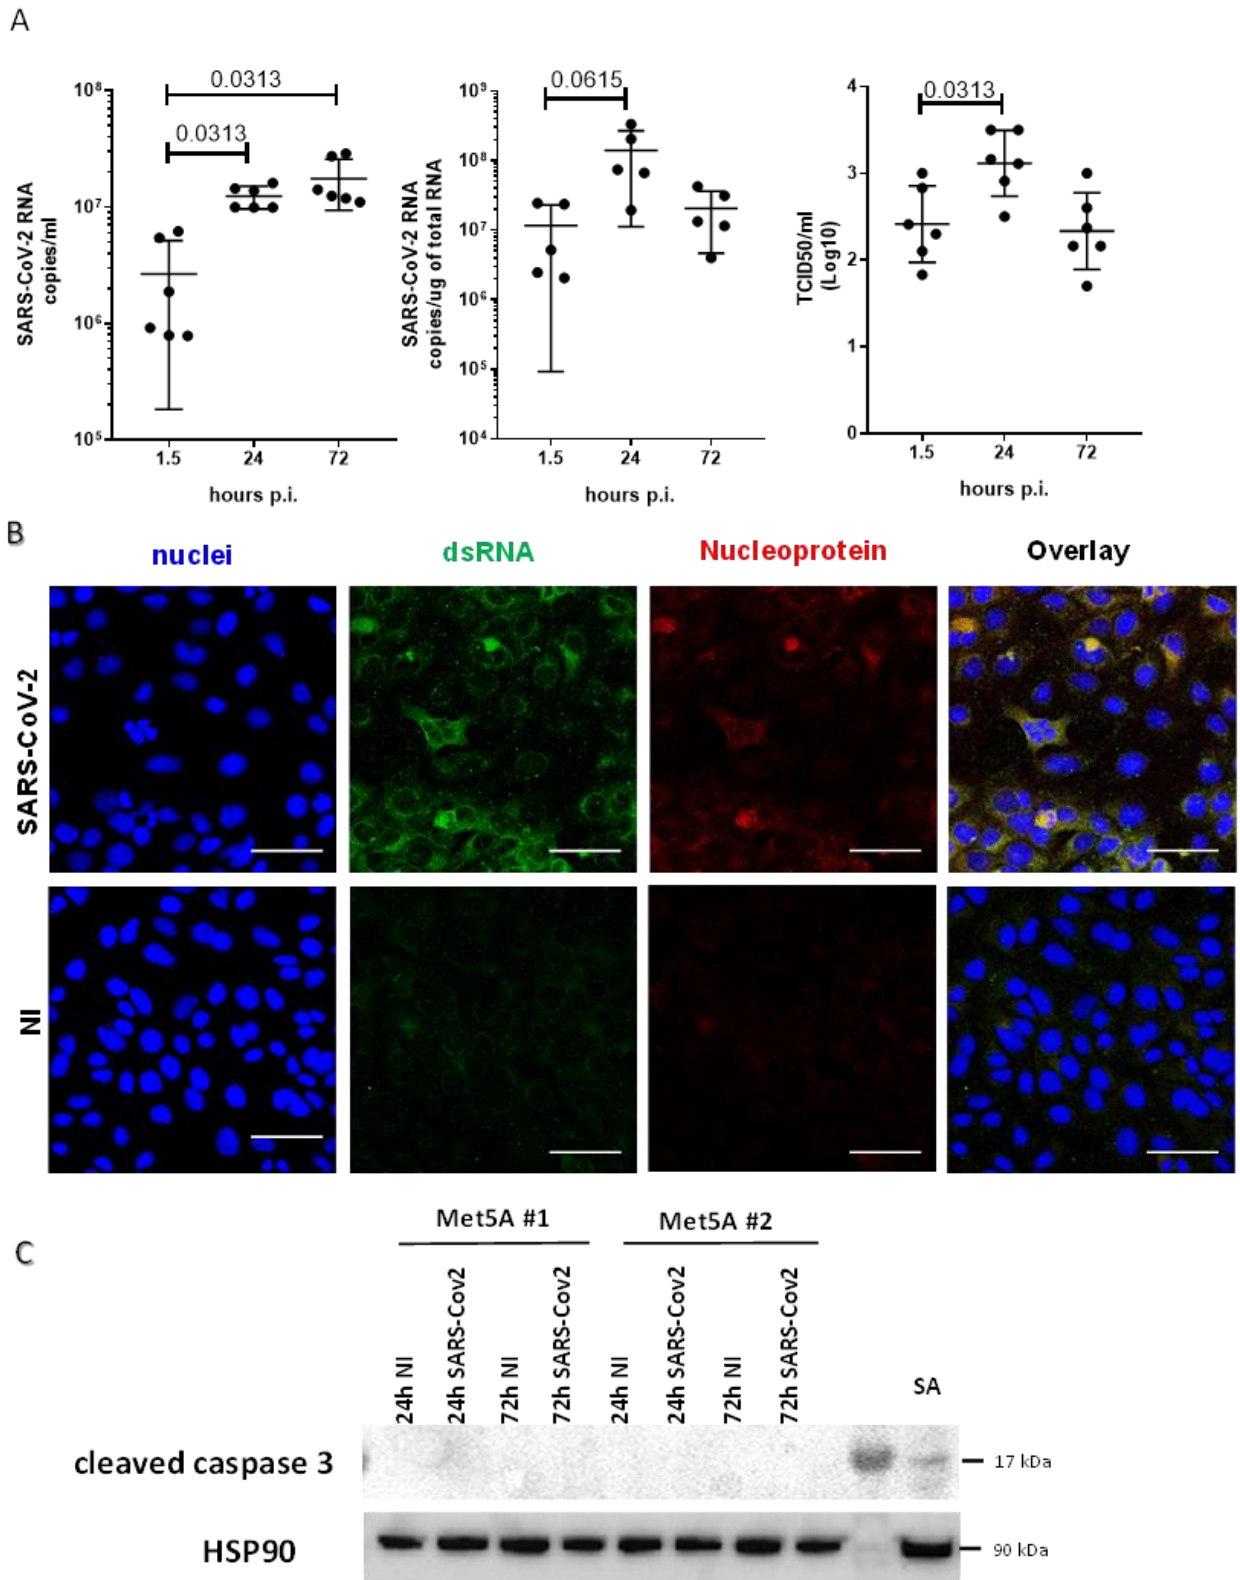 A
0.0313
0.0313
10⁸
10⁷
10⁶
10⁵
SARS-CoV-2 RNA
copies/ml
1.5 24 72
hours p.i.
0.0615
10⁹
10⁸
10⁷
10⁶
10⁵
10⁴
SARS-CoV-2 RNA
copies/ug of total RNA
1.5 24 72
hours p.i.
0.0313
4
3
2
1
0
TCID50/ml
(Log10)
1.5 24 72
hours p.i.
B
nuclei dsRNA Nucleoprotein Overlay
SARS-CoV-2
NI
C
Met5A #1 Met5A #2
24h NI
24h SARS-Cov2
72h NI
72h SARS-Cov2
24h NI
24h SARS-Cov2
72h NI
72h SARS-Cov2
SA
cleaved caspase 3
17 kDa
HSP90
90 kDa